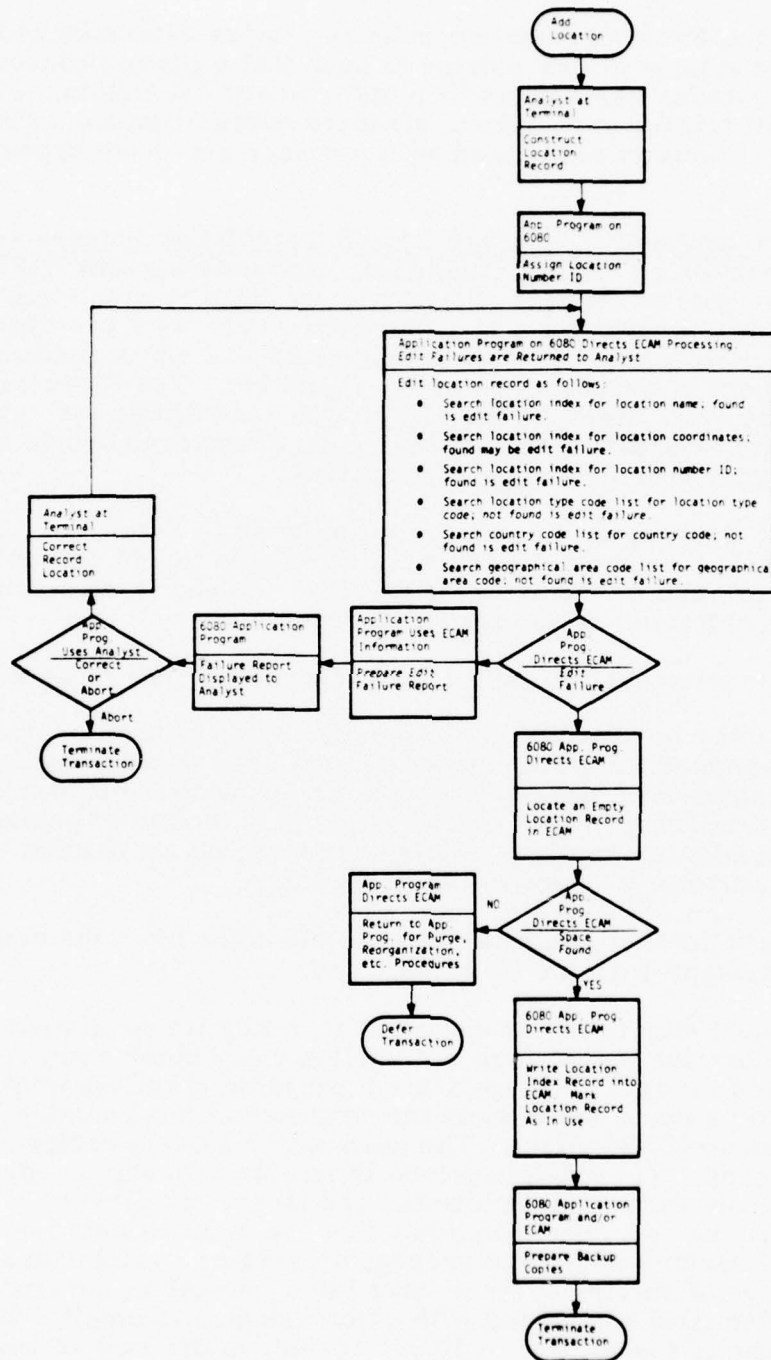 Add
Location
Analyst at
Terminal
Construct
Location
Record
App. Program on
6080
Assign Location
Number ID
Application Program on 6080 Directs ECAM Processing.
Edit Failures are Returned to Analyst
Edit location record as follows:
• Search location index for location name; found
is edit failure.
• Search location index for location coordinates;
found may be edit failure.
• Search location index for location number ID;
found is edit failure.
• Search location type code list for location type
code; not found is edit failure.
• Search country code list for country code; not
found is edit failure.
• Search geographical area code list for geographical
area code; not found is edit failure.
Analyst at
Terminal
Correct
Record
Location
App.
Prog
Uses Analyst
Correct
or
Abort
Abort
Terminate
Transaction
6080 Application
Program
Failure Report
Displayed to
Analyst
Application
Program Uses ECAM
Information
Prepare Edit
Failure Report
App.
Prog.
Directs ECAM
Edit
Failure
6080 App. Prog.
Directs ECAM
Locate an Empty
Location Record
in ECAM
App. Program
Directs ECAM
Return to App.
Prog. for Purge,
Reorganization,
etc. Procedures
NO
App.
Prog
Directs ECAM
Space
Found
YES
Defer
Transaction
6080 App. Prog.
Directs ECAM
Write Location
Index Record into
ECAM. Mark
Location Record
As In Use
6080 Application
Program and/or
ECAM
Prepare Backup
Copies
Terminate
Transaction